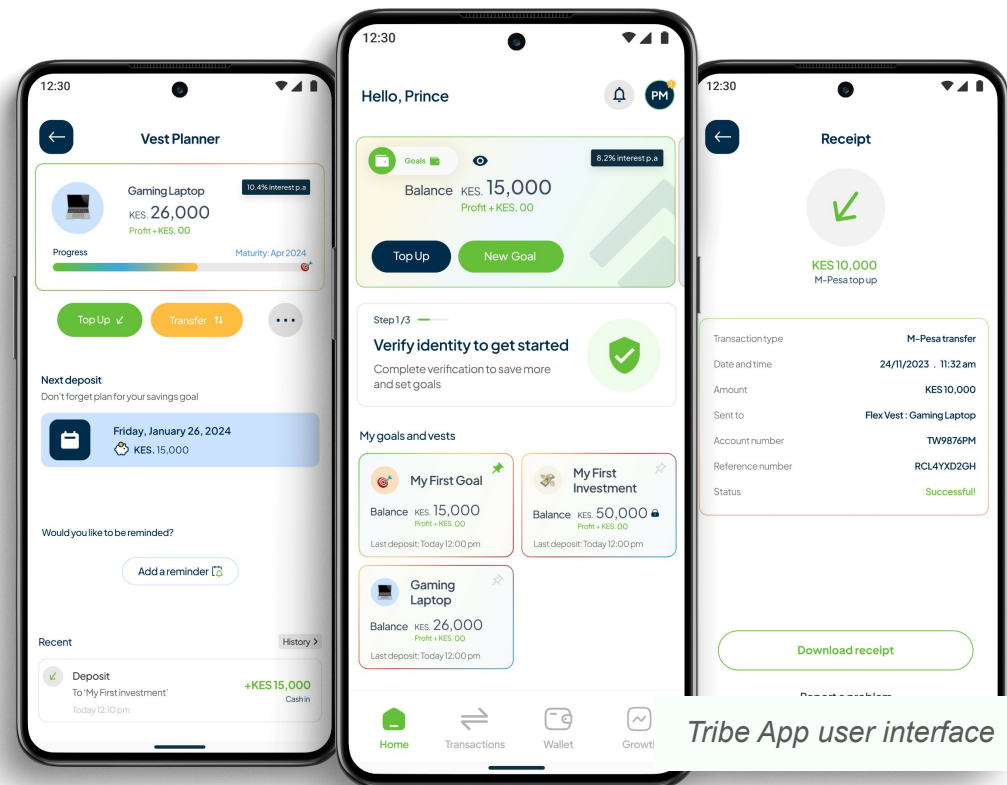 12:30
Vest Planner
Gaming Laptop
10.4% interest p.a
KES. 26,000
Profit + KES. 00
Progress
Maturity: Apr 2024
Top Up
Transfer
Next deposit
Don't forget plan for your savings goal
Friday, January 26, 2024
KES. 15,000
Would you like to be reminded?
Add a reminder
Recent
History >
Deposit
To 'My First investment'
+KES 15,000
Cash in
Today 12:10 pm
12:30
Hello, Prince
PM
Goals
8.2% interest p.a
Balance KES. 15,000
Profit + KES. 00
Top Up
New Goal
Step 1/3
Verify identity to get started
Complete verification to save more
and set goals
My goals and vests
My First Goal
Balance KES. 15,000
Profit + KES. 00
Last deposit: Today 12:00 pm
My First
Investment
Balance KES. 50,000
Profit + KES. 00
Last deposit: Today 12:00 pm
Gaming
Laptop
Balance KES. 26,000
Profit + KES. 00
Last deposit: Today 12:00 pm
Home
Transactions
Wallet
Growth
12:30
Receipt
KES 10,000
M-Pesa top up
Transaction type
M-Pesa transfer
Date and time
24/11/2023 . 11:32 am
Amount
KES 10,000
Sent to
Flex Vest : Gaming Laptop
Account number
TW9876PM
Reference number
RCL4YXD2GH
Status
Successful!
Download receipt
Report a problem
Tribe App user interface